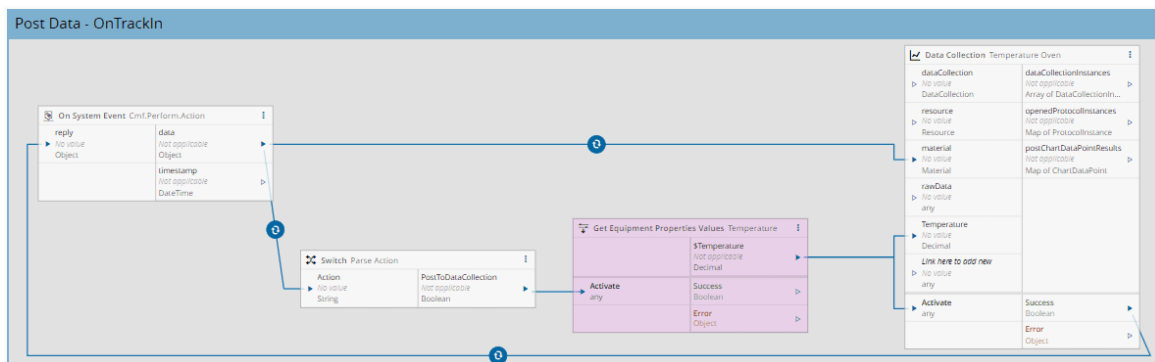 Post Data - OnTrackIn
On System Event Cmf.Perform.Action
reply
No value
Object
data
Not applicable
Object
timestamp
Not applicable
DateTime
Switch Parse Action
Action
No value
String
PostToDataCollection
Not applicable
Boolean
Get Equipment Properties Values Temperature
$Temperature
Not applicable
Decimal
Activate
any
Success
Boolean
Error
Object
Data Collection Temperature Oven
dataCollection
No value
DataCollection
dataCollectionInstances
Not applicable
Array of DataCollectionIn...
resource
No value
Resource
openedProtocolInstances
Not applicable
Map of ProtocolInstance
material
No value
Material
postChartDataPointResults
Not applicable
Map of ChartDataPoint
rawData
No value
any
Temperature
No value
Decimal
Link here to add new
No value
any
Activate
any
Success
Boolean
Error
Object